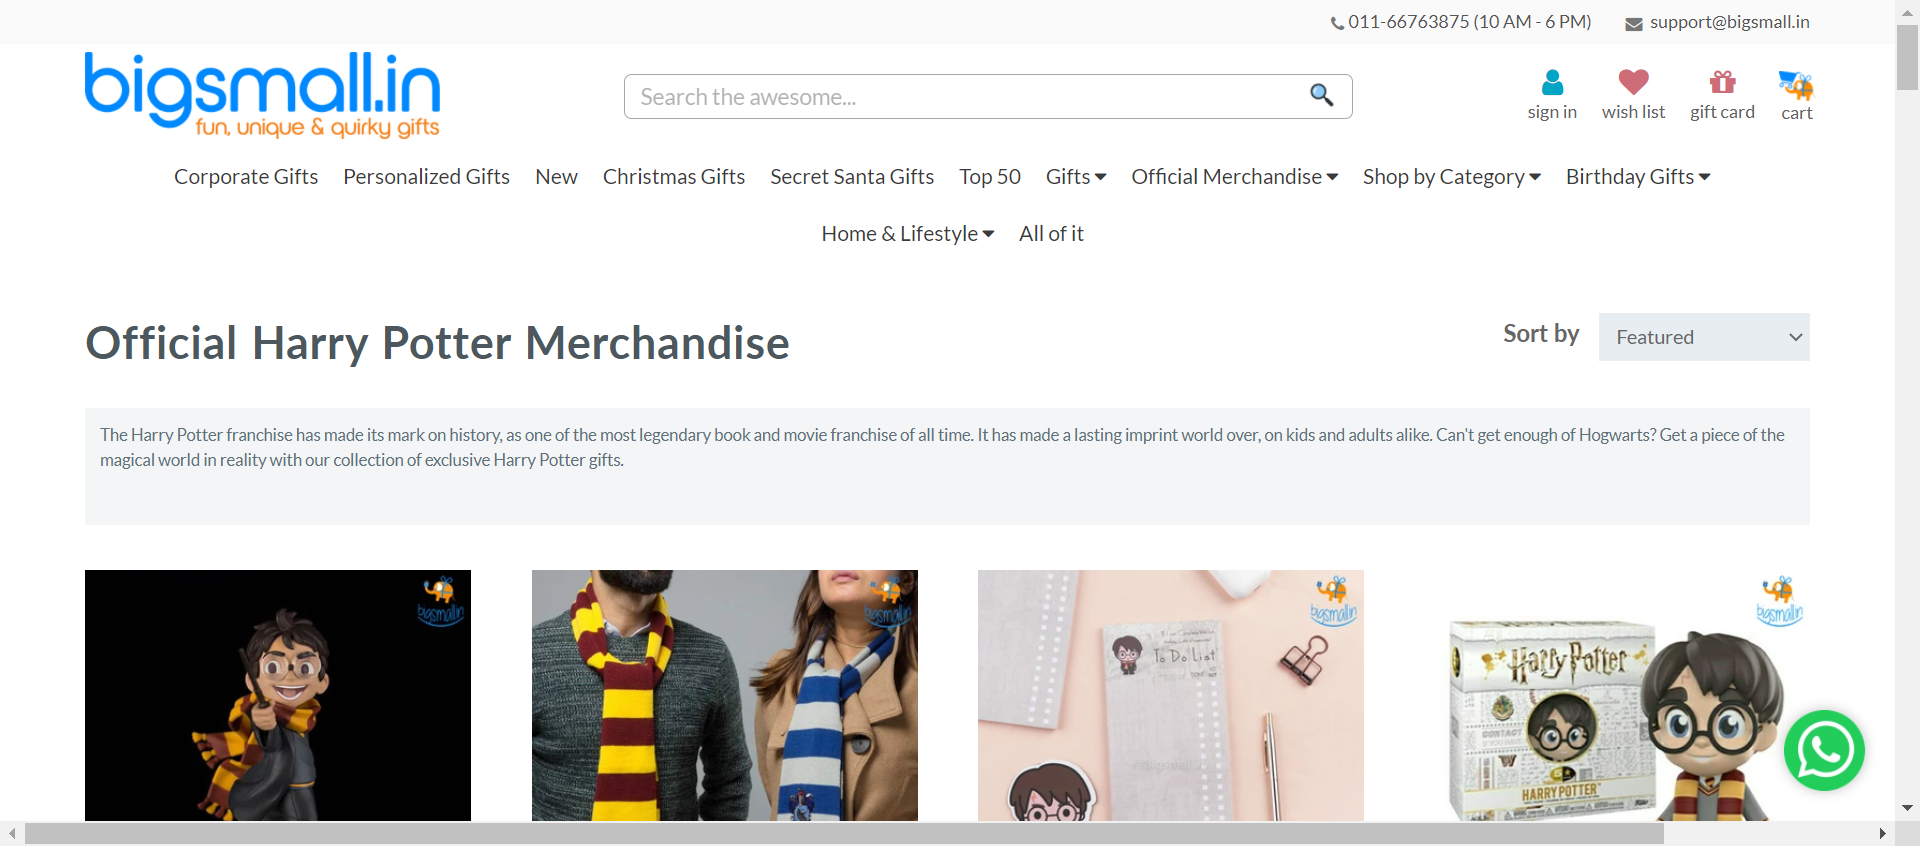 011-66763875 (10 AM - 6 PM) support@bigsmall.in
bigsmall.in
fun, unique & quirky gifts
Search the awesome...
sign in wish list gift card cart
Corporate Gifts Personalized Gifts New Christmas Gifts Secret Santa Gifts Top 50 Gifts Official Merchandise Shop by Category Birthday Gifts
Home & Lifestyle All of it
Official Harry Potter Merchandise
Sort by Featured
The Harry Potter franchise has made its mark on history, as one of the most legendary book and movie franchise of all time. It has made a lasting imprint world over, on kids and adults alike. Can't get enough of Hogwarts? Get a piece of the
magical world in reality with our collection of exclusive Harry Potter gifts.
bigsmall.in
bigsmall.in
bigsmall.in
bigsmall.in
To Do List
Harry Potter
HARRY POTTER